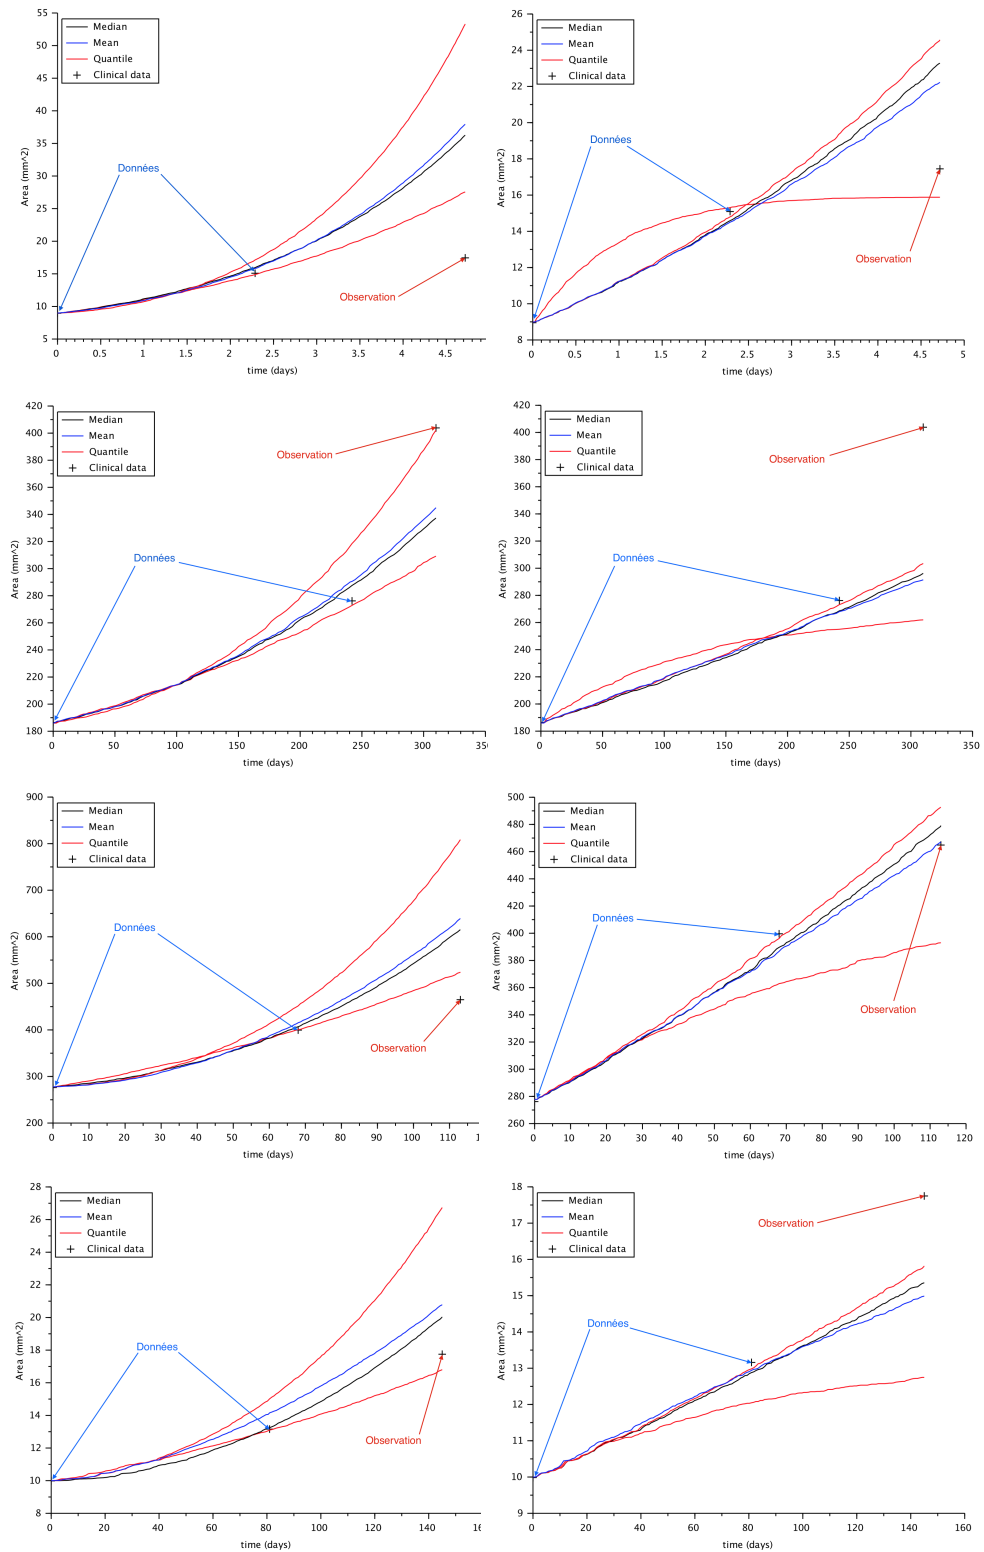 55
50
45
40
35
30
25
20
15
10
5
Area (mm^2)
Median
Mean
Quantile
Clinical data
Données
Observation
0 0.5 1 1.5 2 2.5 3 3.5 4 4.5
time (days)
26
24
22
20
18
16
14
12
10
8
Area (mm^2)
Median
Mean
Quantile
Clinical data
Données
Observation
0 0.5 1 1.5 2 2.5 3 3.5 4 4.5 5
time (days)
420
400
380
360
340
320
300
280
260
240
220
200
180
Area (mm^2)
Median
Mean
Quantile
Clinical data
Observation
Données
0 50 100 150 200 250 300
time (days)
420
400
380
360
340
320
300
280
260
240
220
200
180
Area (mm^2)
Median
Mean
Quantile
Clinical data
Observation
Données
0 50 100 150 200 250 300 350
time (days)
900
800
700
600
500
400
300
200
Area (mm^2)
Median
Mean
Quantile
Clinical data
Données
Observation
0 10 20 30 40 50 60 70 80 90 100 110
time (days)
500
480
460
440
420
400
380
360
340
320
300
280
260
Area (mm^2)
Median
Mean
Quantile
Clinical data
Données
Observation
0 10 20 30 40 50 60 70 80 90 100 110 120
time (days)
28
26
24
22
20
18
16
14
12
10
8
Area (mm^2)
Median
Mean
Quantile
Clinical data
Données
Observation
0 20 40 60 80 100 120 140
time (days)
18
17
16
15
14
13
12
11
10
9
Area (mm^2)
Median
Mean
Quantile
Clinical data
Observation
Données
0 20 40 60 80 100 120 140 160
time (days)